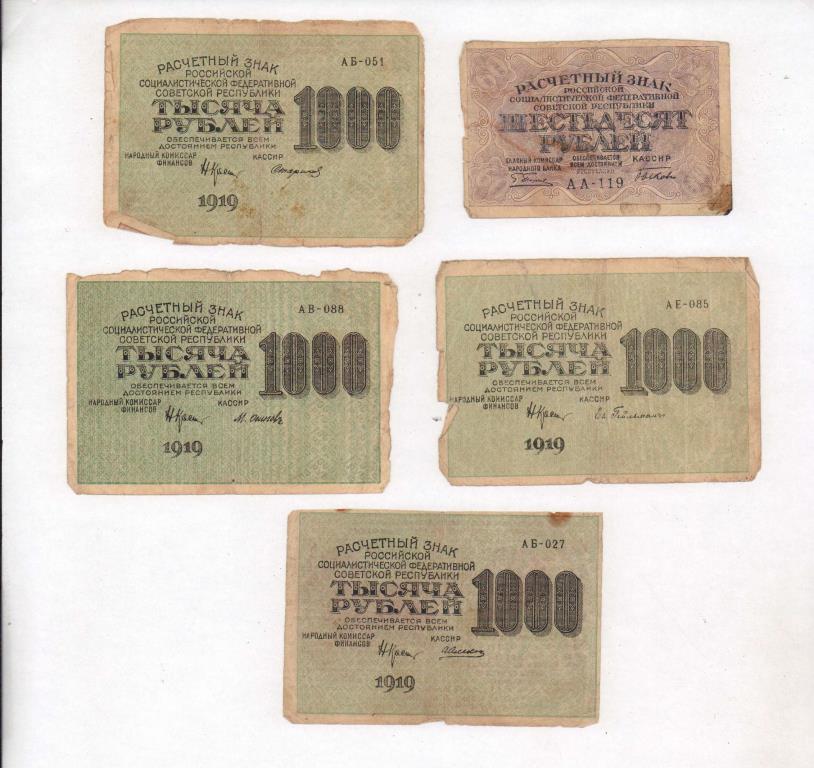 АБ-051
РАСЧЕТНЫЙ ЗНАК
РОССИЙСКОЙ
СОЦИАЛИСТИЧЕСКОЙ ФЕДЕРАТИВНОЙ
СОВЕТСКОЙ РЕСПУБЛИКИ
ТЫСЯЧА
РУБЛЕЙ
1000
ОБЕСПЕЧИВАЕТСЯ ВСЕМ
ДОСТОЯНИЕМ РЕСПУБЛИКИ
НАРОДНЫЙ КОМИССАР
ФИНАНСОВ
КАССИР
1919
РАСЧЕТНЫЙ ЗНАК
РОССИЙСКОЙ
СОЦИАЛИСТИЧЕСКОЙ ФЕДЕРАТИВНОЙ
СОВЕТСКОЙ РЕСПУБЛИКИ
ШЕСТЬДЕСЯТ
РУБЛЕЙ
ГЛАВНЫЙ КОМИССАР
НАРОДНОГО БАНКА
ОБЕСПЕЧИВАЕТСЯ
ВСЕМ ДОСТОЯНИЕМ
РЕСПУБЛИКИ
КАССИР
АА-119
АВ-088
РАСЧЕТНЫЙ ЗНАК
РОССИЙСКОЙ
СОЦИАЛИСТИЧЕСКОЙ ФЕДЕРАТИВНОЙ
СОВЕТСКОЙ РЕСПУБЛИКИ
ТЫСЯЧА
РУБЛЕЙ
1000
ОБЕСПЕЧИВАЕТСЯ ВСЕМ
ДОСТОЯНИЕМ РЕСПУБЛИКИ
НАРОДНЫЙ КОМИССАР
ФИНАНСОВ
КАССИР
1919
АЕ-085
РАСЧЕТНЫЙ ЗНАК
РОССИЙСКОЙ
СОЦИАЛИСТИЧЕСКОЙ ФЕДЕРАТИВНОЙ
СОВЕТСКОЙ РЕСПУБЛИКИ
ТЫСЯЧА
РУБЛЕЙ
1000
ОБЕСПЕЧИВАЕТСЯ ВСЕМ
ДОСТОЯНИЕМ РЕСПУБЛИКИ
НАРОДНЫЙ КОМИССАР
ФИНАНСОВ
КАССИР
1919
АБ-027
РАСЧЕТНЫЙ ЗНАК
РОССИЙСКОЙ
СОЦИАЛИСТИЧЕСКОЙ ФЕДЕРАТИВНОЙ
СОВЕТСКОЙ РЕСПУБЛИКИ
ТЫСЯЧА
РУБЛЕЙ
1000
ОБЕСПЕЧИВАЕТСЯ ВСЕМ
ДОСТОЯНИЕМ РЕСПУБЛИКИ
НАРОДНЫЙ КОМИССАР
ФИНАНСОВ
КАССИР
1919